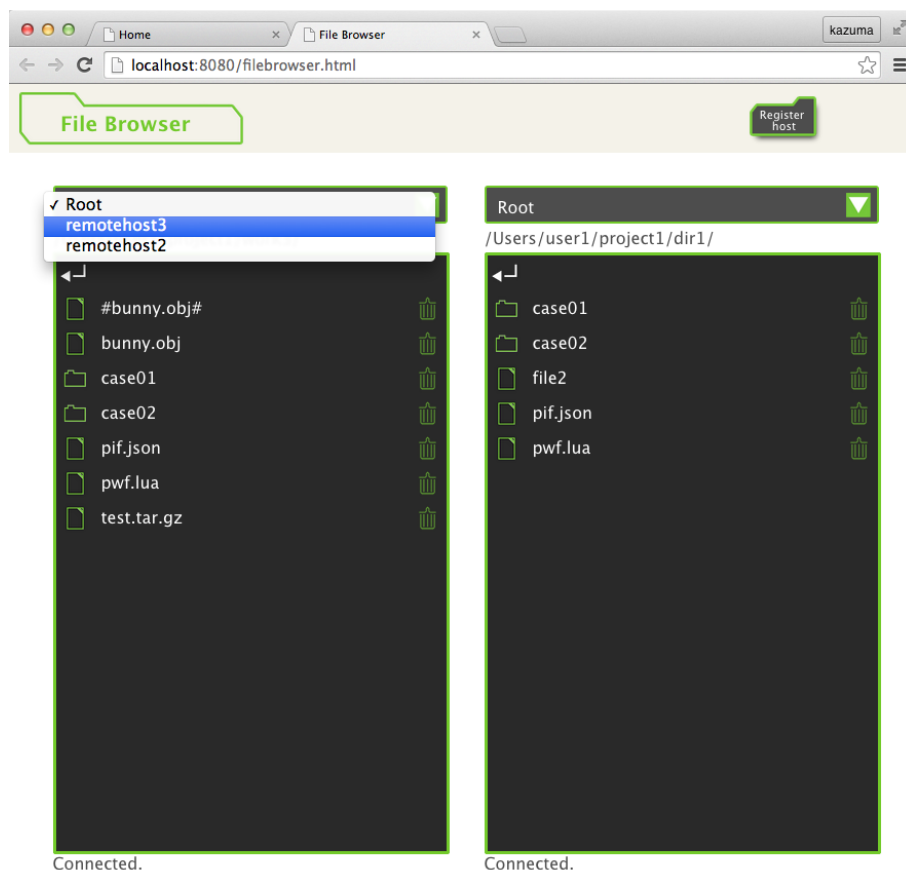 Home
File Browser
kazuma
localhost:8080/filebrowser.html
File Browser
Register
host
✓ Root
remotehost3
remotehost2
#bunny.obj#
bunny.obj
case01
case02
pif.json
pwf.lua
test.tar.gz
Connected.
Root
/Users/user1/project1/dir1/
case01
case02
file2
pif.json
pwf.lua
Connected.